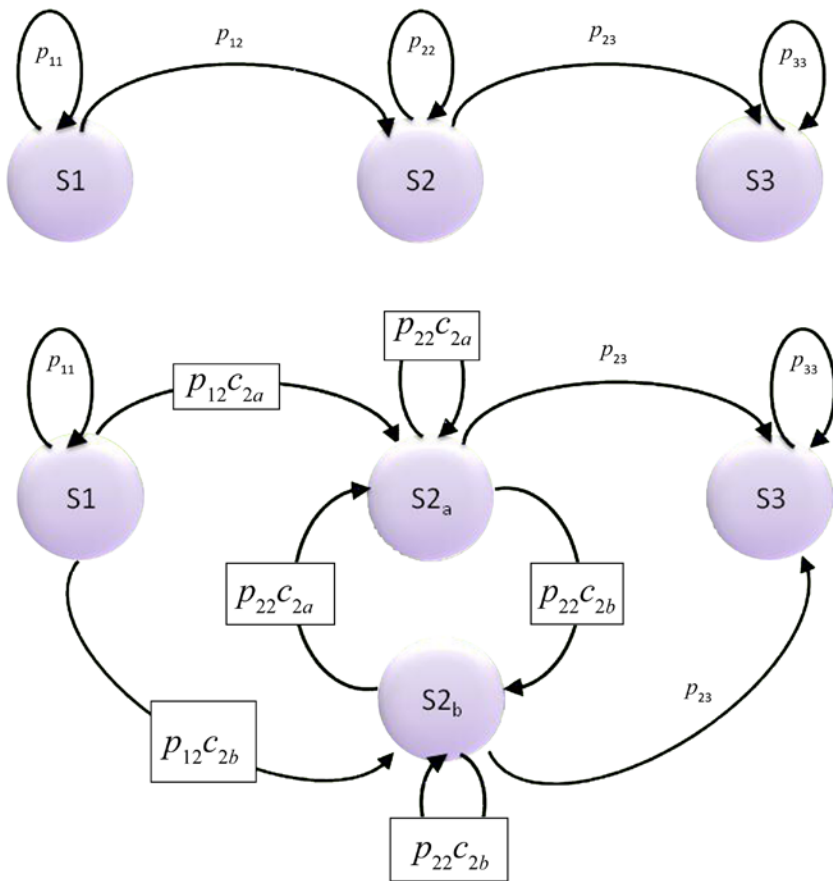 p₁₁
p₁₂
p₂₂
p₂₃
p₃₃
S1
S2
S3
p₁₁
p₁₂c₂ₐ
p₂₂c₂ₐ
p₂₃
p₃₃
S1
S2ₐ
S3
p₂₂c₂ₐ
p₂₂c₂b
S2b
p₂₃
p₁₂c₂b
p₂₂c₂b